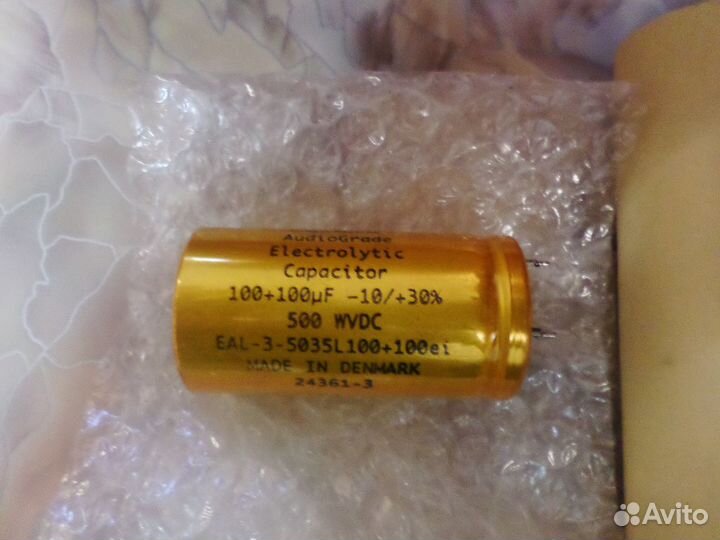 AudioGrade
Electrolytic
Capacitor
100+100µF -10/+30%
500 WVDC
EAL-3-5035L100+100ei
MADE IN DENMARK
24361-3
Avito